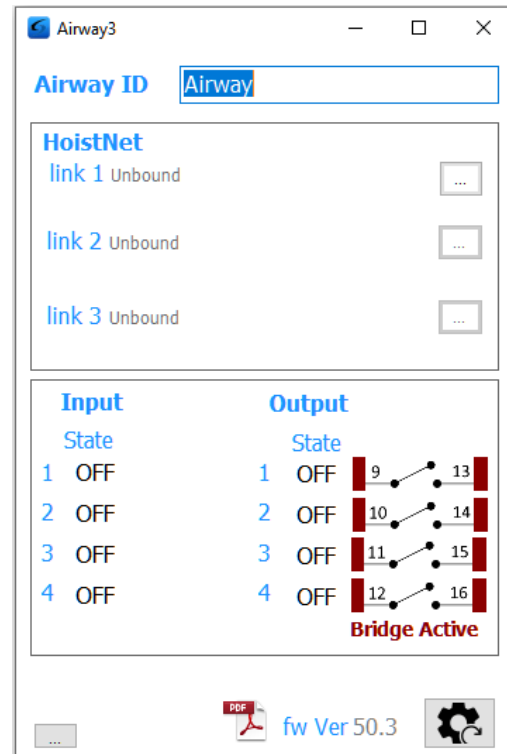 Airway3
Airway ID Airway
HoistNet
link 1 Unbound ...
link 2 Unbound ...
link 3 Unbound ...
Input Output
State State
1 OFF 1 OFF 9 13
2 OFF 2 OFF 10 14
3 OFF 3 OFF 11 15
4 OFF 4 OFF 12 16
Bridge Active
PDF fw Ver 50.3
...